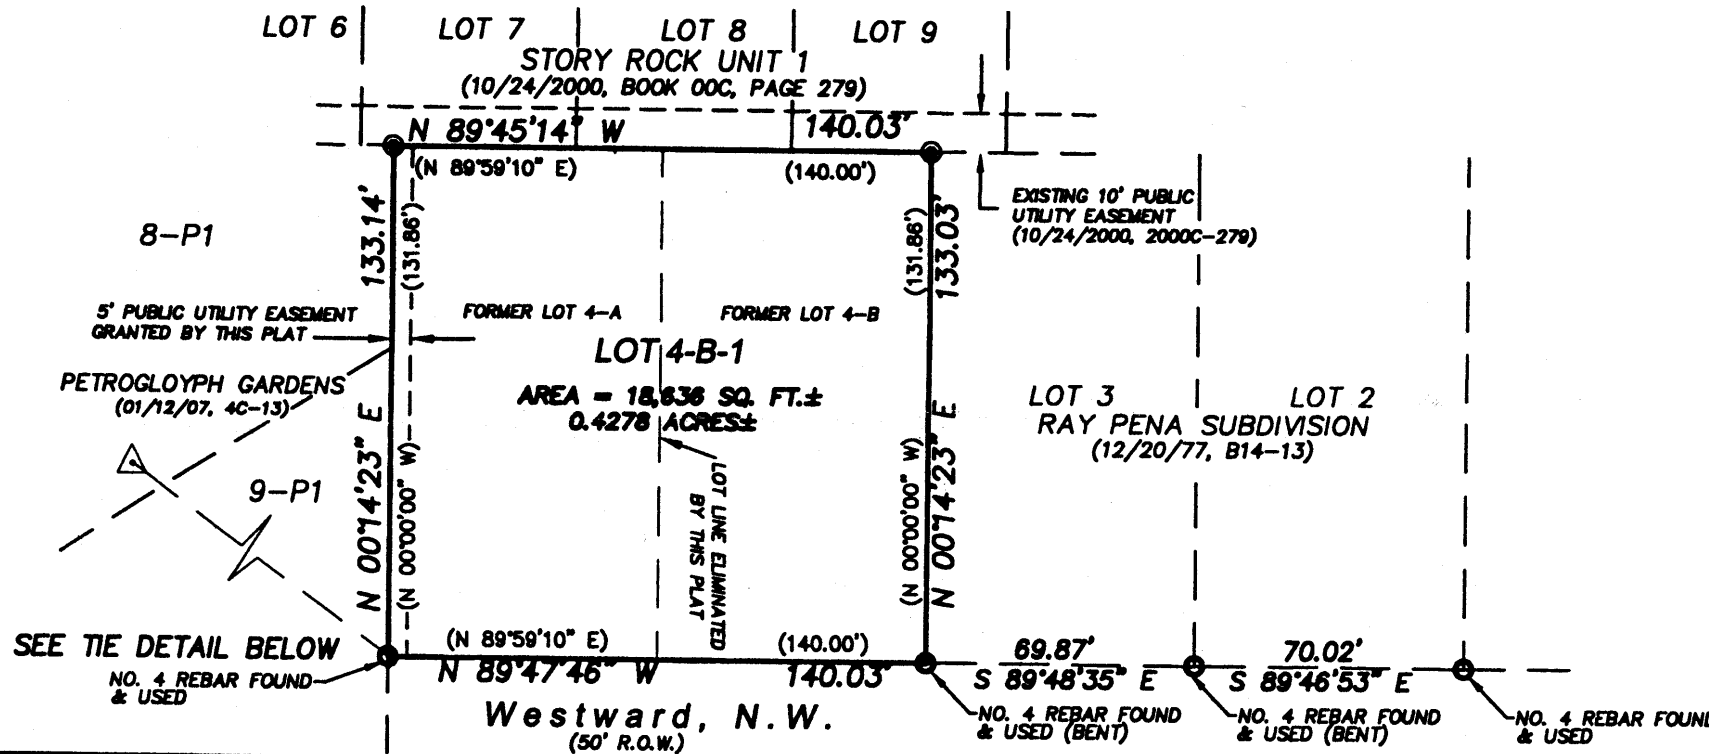 LOT 6
LOT 7
LOT 8
LOT 9
STORY ROCK UNIT 1
(10/24/2000, BOOK 00C, PAGE 279)
N 89°45'14" W
140.03'
(N 89°59'10" E)
(140.00')
EXISTING 10' PUBLIC
UTILITY EASEMENT
(10/24/2000, 2000C-279)
8-P1
133.14'
(131.86')
(131.86')
133.03'
5' PUBLIC UTILITY EASEMENT
GRANTED BY THIS PLAT
FORMER LOT 4-A
FORMER LOT 4-B
LOT 4-B-1
AREA = 18,636 SQ. FT.±
0.4278 ACRES±
PETROGLOYPH GARDENS
(01/12/07, 4C-13)
LOT 3
LOT 2
RAY PENA SUBDIVISION
(12/20/77, B14-13)
9-P1
N 00°14'23" E
(N 00°00'00" W)
LOT LINE ELIMINATED
BY THIS PLAT
(N 00°00'00" W)
N 00°14'23" E
SEE TIE DETAIL BELOW
NO. 4 REBAR FOUND
& USED
(N 89°59'10" E)
(140.00')
N 89°47'46" W
140.03'
69.87'
S 89°48'35" E
70.02'
S 89°46'53" E
Westward, N.W.
(50' R.O.W.)
NO. 4 REBAR FOUND
& USED (BENT)
NO. 4 REBAR FOUND
& USED (BENT)
NO. 4 REBAR FOUND
& USED